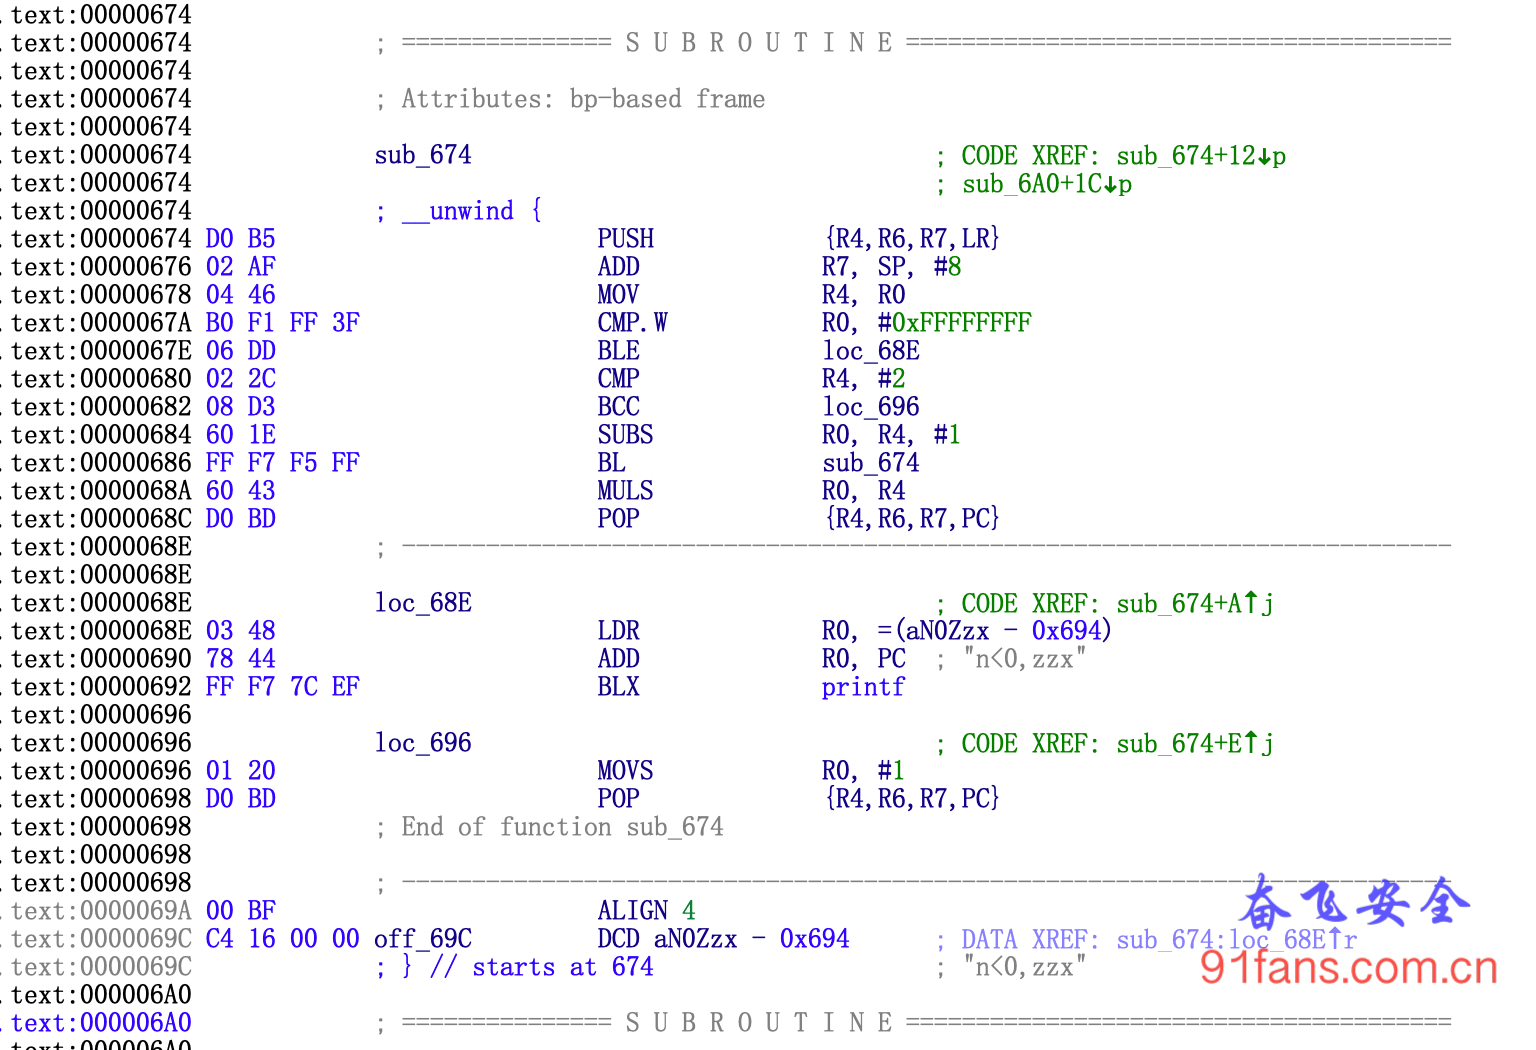 .text:00000674
.text:00000674 ; =============== S U B R O U T I N E =======================================
.text:00000674
.text:00000674 ; Attributes: bp-based frame
.text:00000674
.text:00000674 sub_674 ; CODE XREF: sub_674+12↓p
.text:00000674 ; sub_6A0+1C↓p
.text:00000674 ; __unwind {
.text:00000674 D0 B5 PUSH {R4,R6,R7,LR}
.text:00000676 02 AF ADD R7, SP, #8
.text:00000678 04 46 MOV R4, R0
.text:0000067A B0 F1 FF 3F CMP.W R0, #0xFFFFFFFF
.text:0000067E 06 DD BLE loc_68E
.text:00000680 02 2C CMP R4, #2
.text:00000682 08 D3 BCC loc_696
.text:00000684 60 1E SUBS R0, R4, #1
.text:00000686 FF F7 F5 FF BL sub_674
.text:0000068A 60 43 MULS R0, R4
.text:0000068C D0 BD POP {R4,R6,R7,PC}
.text:0000068E ; ---------------------------------------------------------------------------
.text:0000068E
.text:0000068E loc_68E ; CODE XREF: sub_674+A↑j
.text:0000068E 03 48 LDR R0, =(aN0Zzx - 0x694)
.text:00000690 78 44 ADD R0, PC ; "n<0,zzx"
.text:00000692 FF F7 7C EF BLX printf
.text:00000696
.text:00000696 loc_696 ; CODE XREF: sub_674+E↑j
.text:00000696 01 20 MOVS R0, #1
.text:00000698 D0 BD POP {R4,R6,R7,PC}
.text:00000698 ; End of function sub_674
.text:00000698
.text:00000698 ; ---------------------------------------------------------------------------
.text:0000069A 00 BF ALIGN 4
.text:0000069C C4 16 00 00 off_69C DCD aN0Zzx - 0x694 ; DATA XREF: sub_674:loc_68E↑r
.text:0000069C ; } // starts at 674 ; "n<0,zzx"
.text:000006A0
.text:000006A0 ; =============== S U B R O U T I N E =======================================
.text:000006A0
奋飞安全
91fans.com.cn